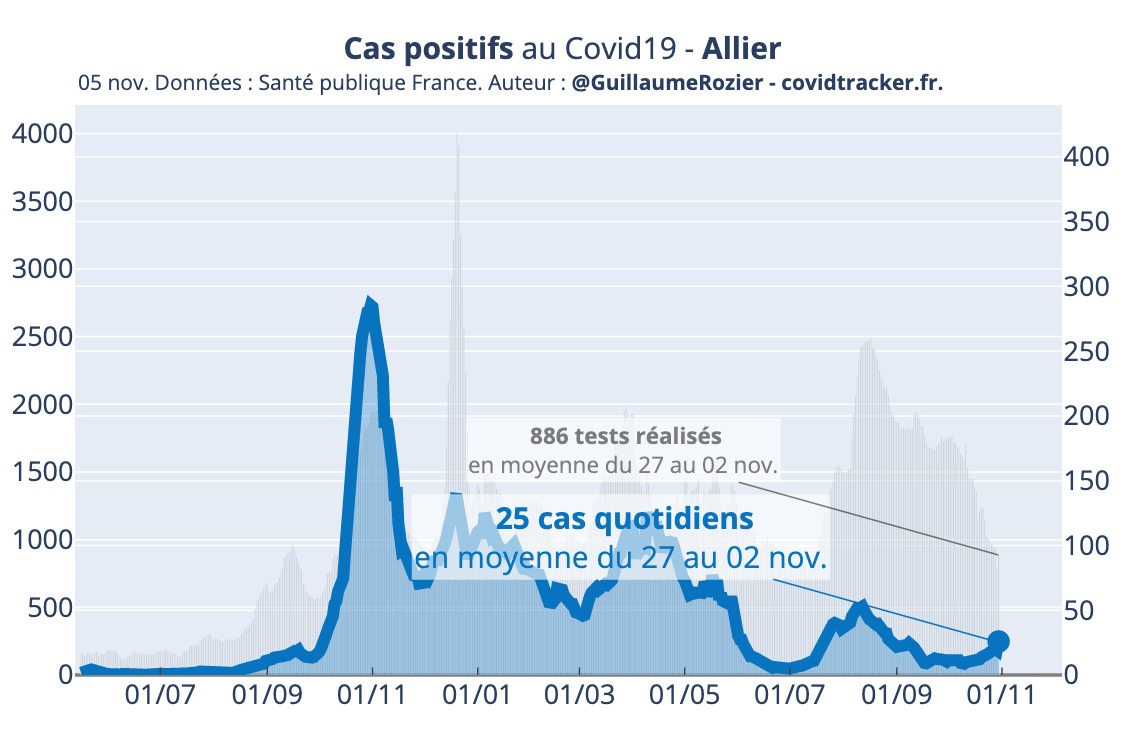 Cas positifs au Covid19 - Allier
05 nov. Données : Santé publique France. Auteur : @GuillaumeRozier - covidtracker.fr.
4000
3500
3000
2500
2000
1500
1000
500
0
400
350
300
250
200
150
100
50
0
886 tests réalisés
en moyenne du 27 au 02 nov.
25 cas quotidiens
en moyenne du 27 au 02 nov.
01/07 01/09 01/11 01/01 01/03 01/05 01/07 01/09 01/11